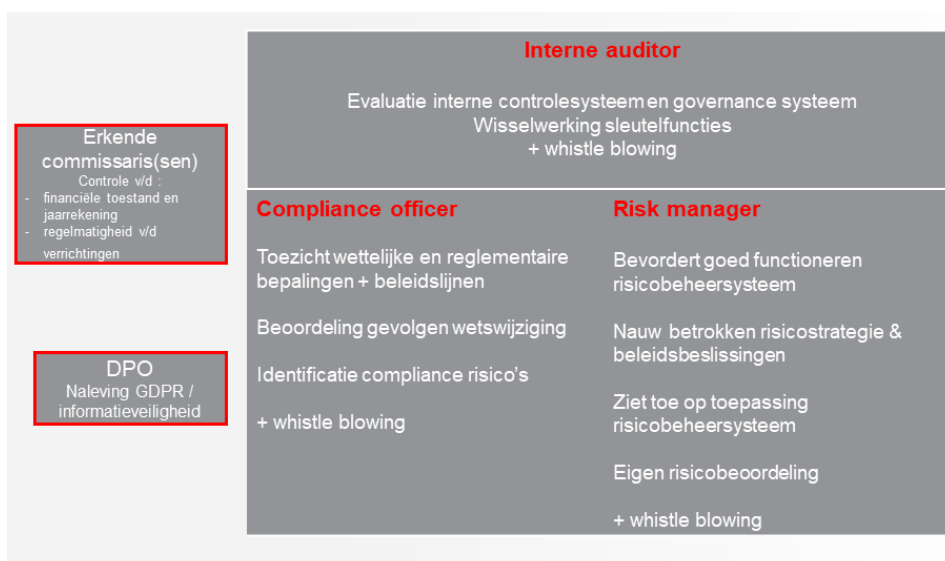 Interne auditor
Evaluatie interne controlesysteem en governance systeem
Wisselwerking sleutelfuncties
+ whistle blowing
Erkende
commissaris(sen)
Controle v/d :
- financiële toestand en
jaarrekening
- regelmatigheid v/d
verrichtingen
DPO
Naleving GDPR /
informatieveiligheid
Compliance officer
Toezicht wettelijke en reglementaire
bepalingen + beleidslijnen
Beoordeling gevolgen wetswijziging
Identificatie compliance risico's
+ whistle blowing
Risk manager
Bevordert goed functioneren
risicobeheersysteem
Nauw betrokken risicostrategie &
beleidsbeslissingen
Ziet toe op toepassing
risicobeheersysteem
Eigen risicobeoordeling
+ whistle blowing